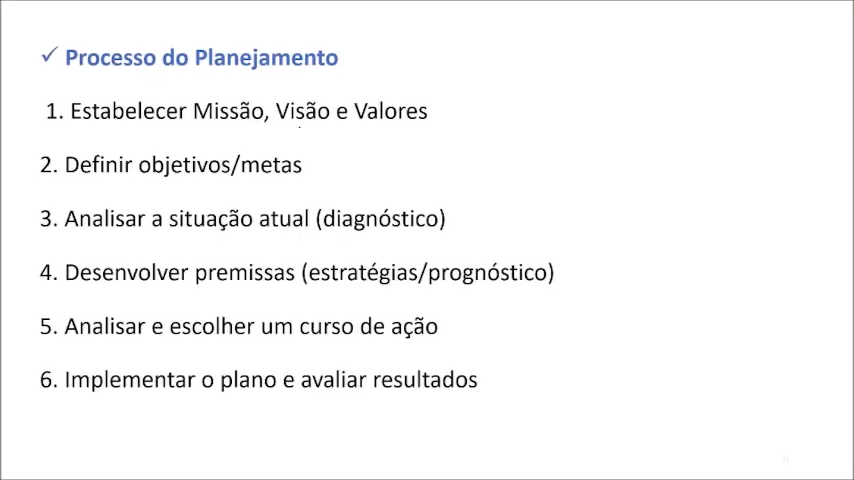 ✓ Processo do Planejamento
1. Estabelecer Missão, Visão e Valores
2. Definir objetivos/metas
3. Analisar a situação atual (diagnóstico)
4. Desenvolver premissas (estratégias/prognóstico)
5. Analisar e escolher um curso de ação
6. Implementar o plano e avaliar resultados